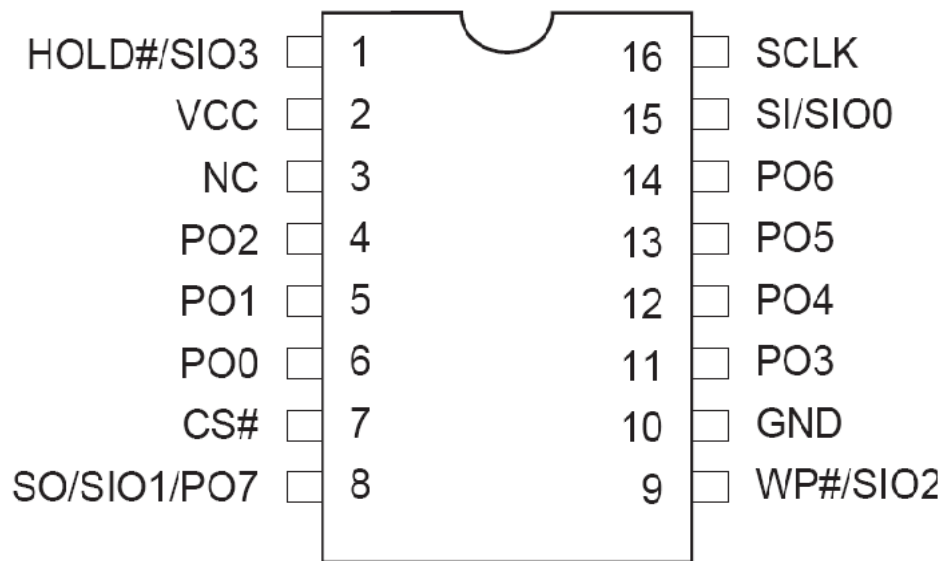 HOLD#/SIO3 1 16 SCLK
VCC 2 15 SI/SIO0
NC 3 14 PO6
PO2 4 13 PO5
PO1 5 12 PO4
PO0 6 11 PO3
CS# 7 10 GND
SO/SIO1/PO7 8 9 WP#/SIO2